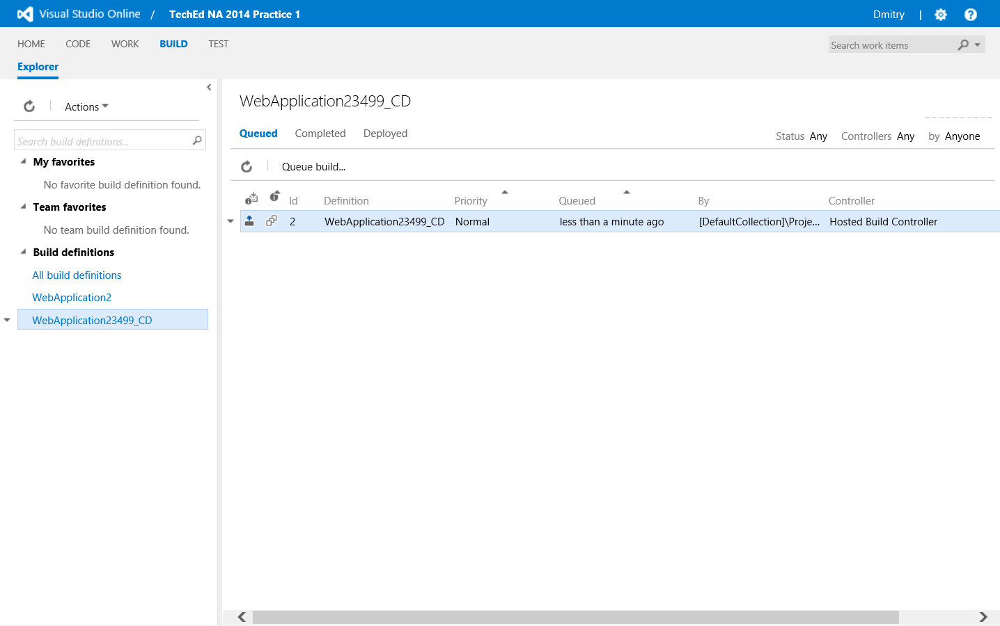 Visual Studio Online / TechEd NA 2014 Practice 1 Dmitry |
HOME CODE WORK BUILD TEST Search work items
Explorer
Actions
Search build definitions...
My favorites
No favorite build definition found.
Team favorites
No team build definition found.
Build definitions
All build definitions
WebApplication2
WebApplication23499_CD
WebApplication23499_CD
Queued Completed Deployed Status Any Controllers Any by Anyone
Queue build...
Id Definition Priority Queued By Controller
2 WebApplication23499_CD Normal less than a minute ago [DefaultCollection]\Proje... Hosted Build Controller